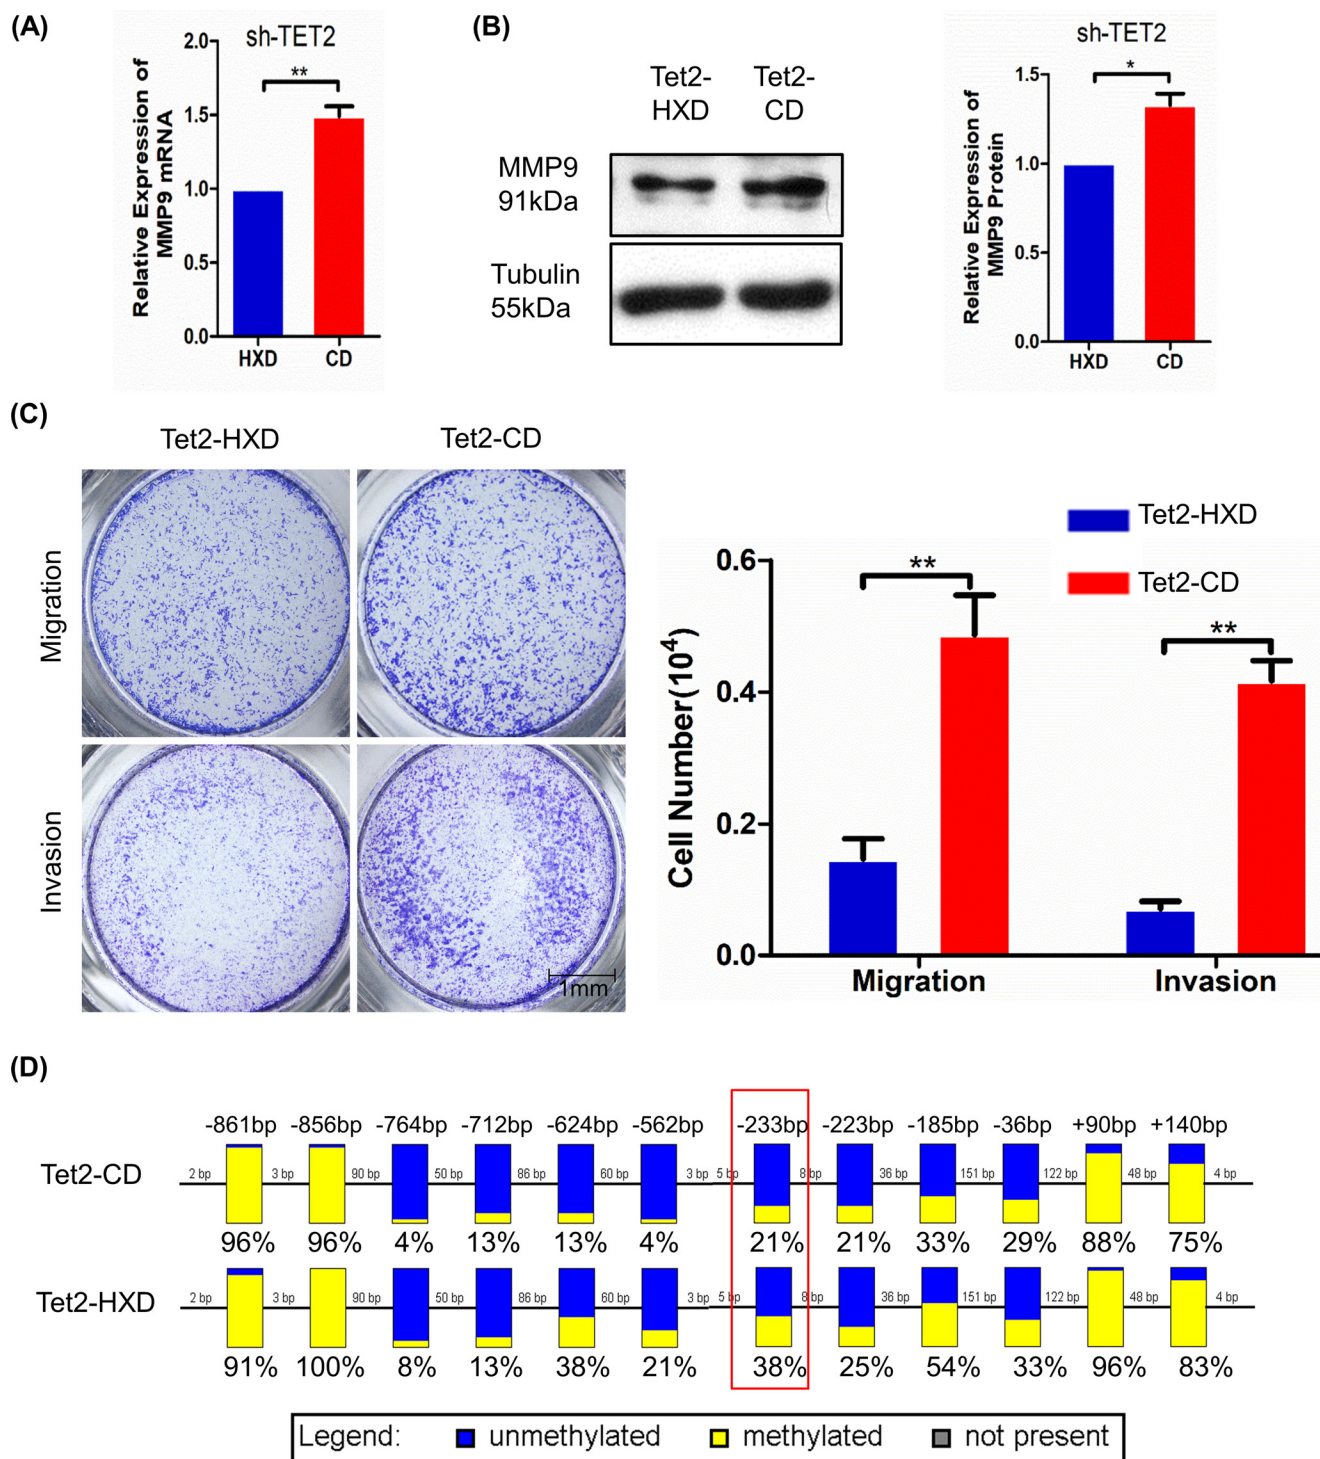 (A)
sh-TET2
**
Relative Expression of
MMP9 mRNA
2.0
1.5
1.0
0.5
0.0
HXD CD
(B)
Tet2-
HXD
Tet2-
CD
MMP9
91kDa
Tubulin
55kDa
sh-TET2
*
Relative Expression of
MMP9 Protein
1.5
1.0
0.5
0.0
HXD CD
(C)
Tet2-HXD Tet2-CD
Migration
Invasion
1mm
Tet2-HXD
Tet2-CD
Cell Number(10⁴)
0.6
0.4
0.2
0.0
**
**
Migration Invasion
(D)
-861bp -856bp -764bp -712bp -624bp -562bp -233bp -223bp -185bp -36bp +90bp +140bp
Tet2-CD
2 bp 3 bp 90 bp 50 bp 86 bp 60 bp 3 bp 5 bp 8 bp 36 bp 151 bp 122 bp 48 bp 4 bp
96% 96% 4% 13% 13% 4% 21% 21% 33% 29% 88% 75%
Tet2-HXD
2 bp 3 bp 90 bp 50 bp 86 bp 60 bp 3 bp 5 bp 8 bp 36 bp 151 bp 122 bp 48 bp 4 bp
91% 100% 8% 13% 38% 21% 38% 25% 54% 33% 96% 83%
Legend: unmethylated methylated not present